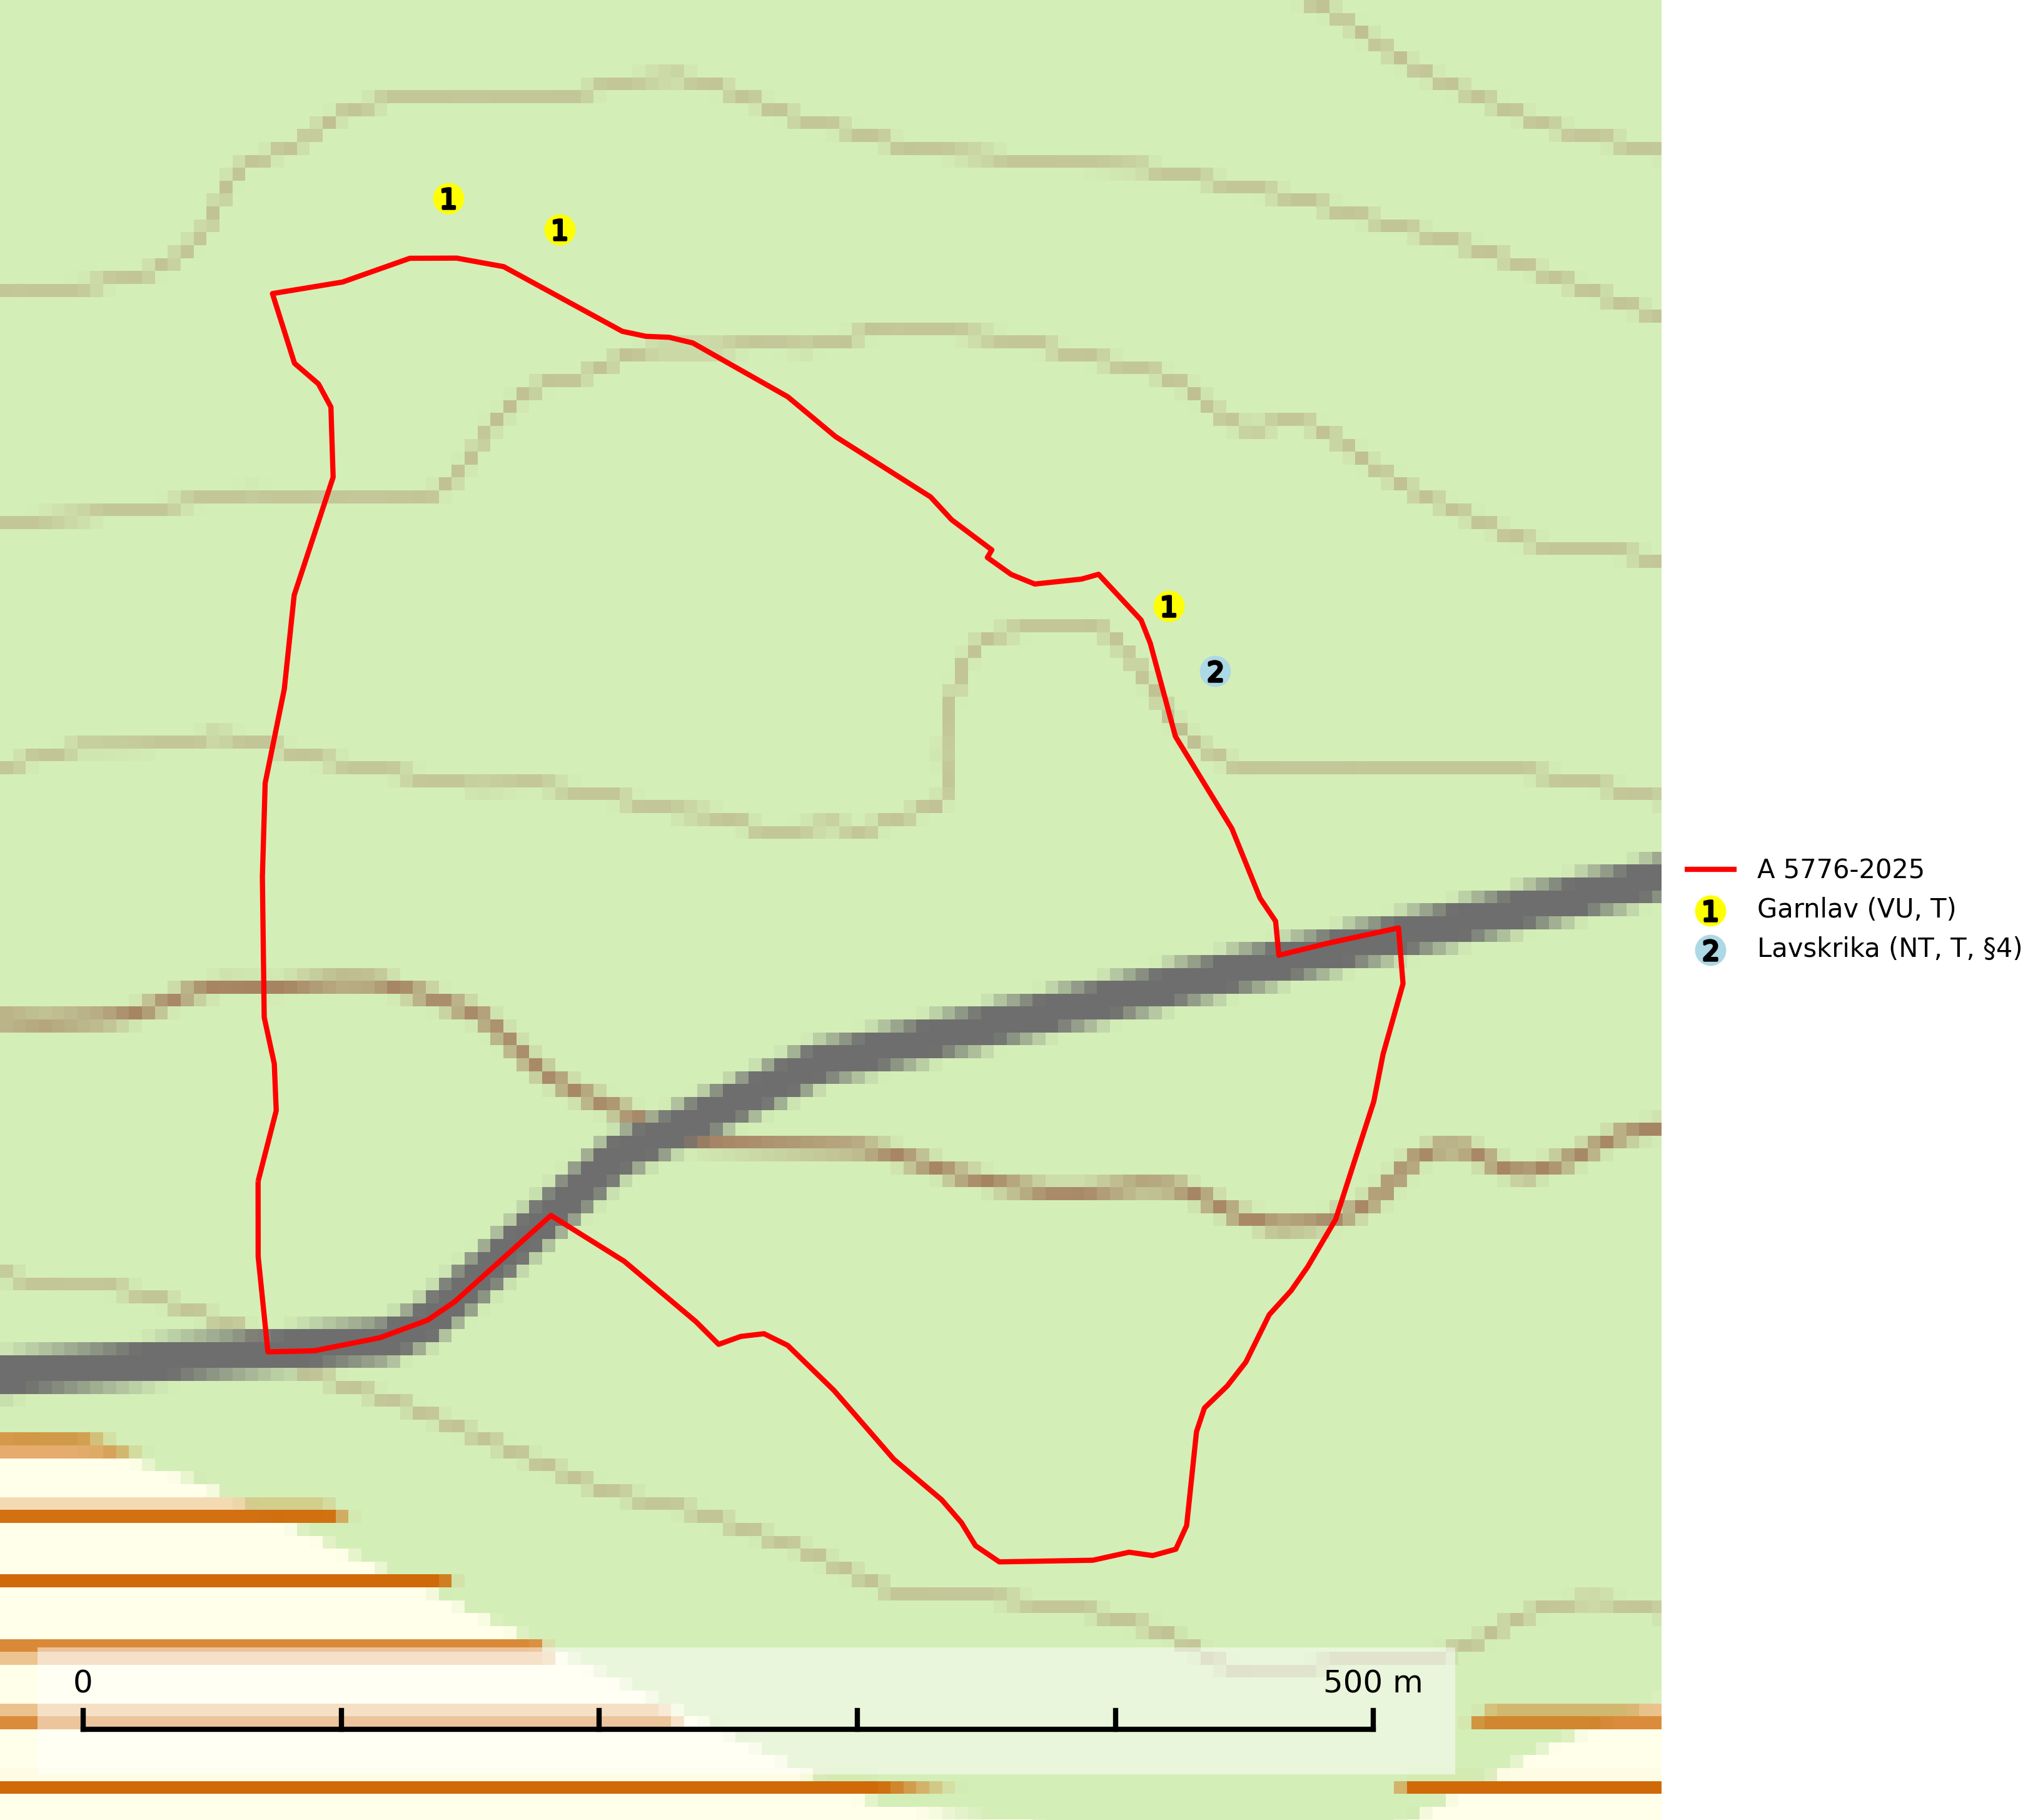 1
1
1
2
A 5776-2025
1 Garnlav (VU, T)
2 Lavskrika (NT, T, §4)
0 500 m